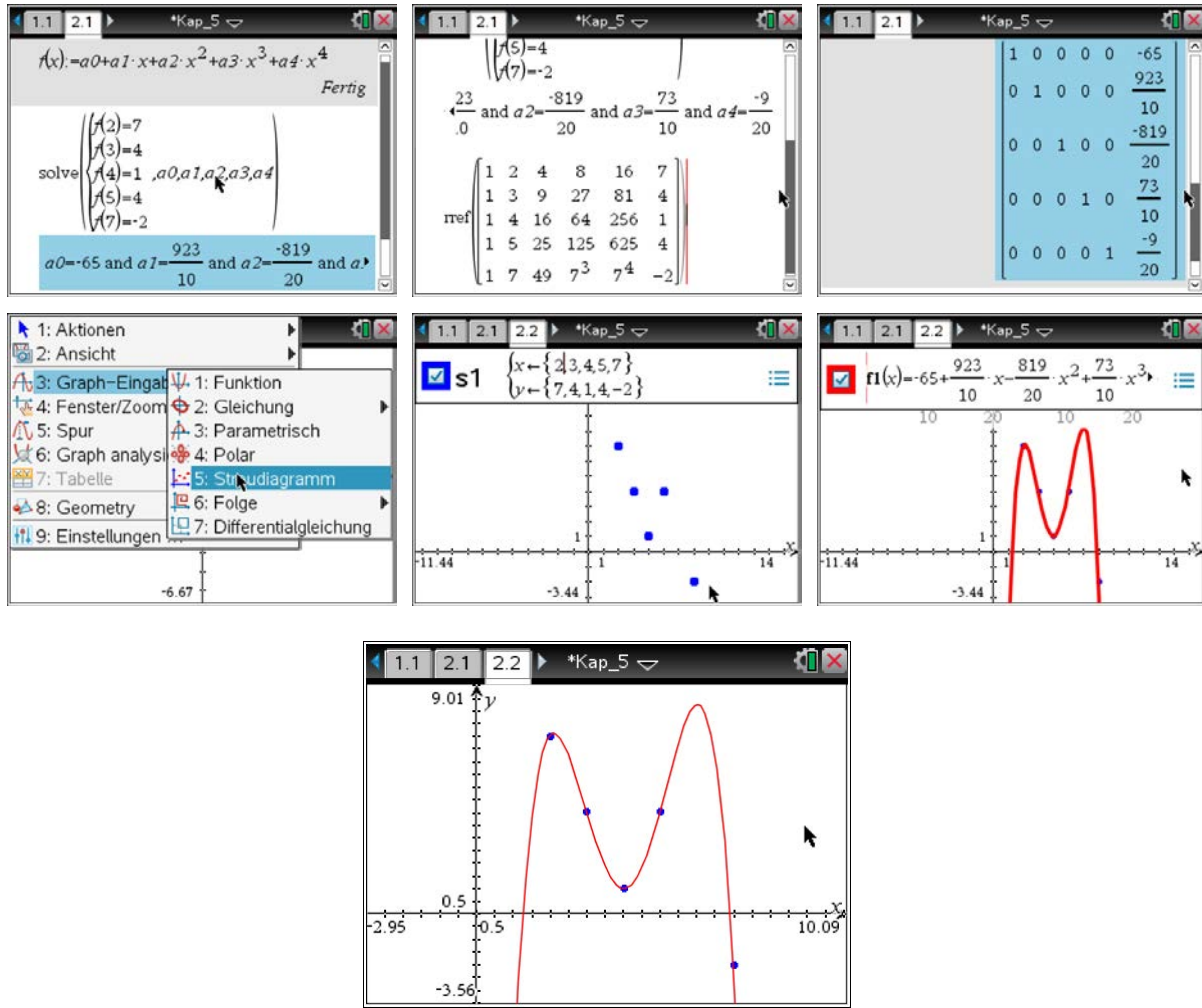 1.1 2.1 *Kap_5
f(x):=a0+a1·x+a2·x^2+a3·x^3+a4·x^4
Fertig
solve({f(2)=7
f(3)=4
f(4)=1 ,a0,a1,a2,a3,a4)
f(5)=4
f(7)=-2
a0=-65 and a1=923/10 and a2=-819/20 and a
1.1 2.1 *Kap_5
f(5)=4
f(7)=-2
23/.0 and a2=-819/20 and a3=73/10 and a4=-9/20
rref([1 2 4 8 16 7
1 3 9 27 81 4
1 4 16 64 256 1
1 5 25 125 625 4
1 7 49 7^3 7^4 -2])
1.1 2.1 *Kap_5
1 0 0 0 0 -65
0 1 0 0 0 923/10
0 0 1 0 0 -819/20
0 0 0 1 0 73/10
0 0 0 0 1 -9/20
1: Aktionen
2: Ansicht
3: Graph-Eingab
4: Fenster/Zoom
5: Spur
6: Graph analysi
7: Tabelle
8: Geometry
9: Einstellungen
1: Funktion
2: Gleichung
3: Parametrisch
4: Polar
5: Streudiagramm
6: Folge
7: Differentialgleichung
-6.67
1.1 2.1 2.2 *Kap_5
s1 {x←{2,3,4,5,7}
y←{7,4,1,4,-2}
1
-11.44 1 14 x
-3.44
1.1 2.1 2.2 *Kap_5
f1(x)=-65+923/10·x-819/20·x^2+73/10·x^3
10 20 10 20
1
-11.44 1 14 x
-3.44
1.1 2.1 2.2 *Kap_5
9.01 y
0.5 x
-2.95 0.5 10.09
-3.56